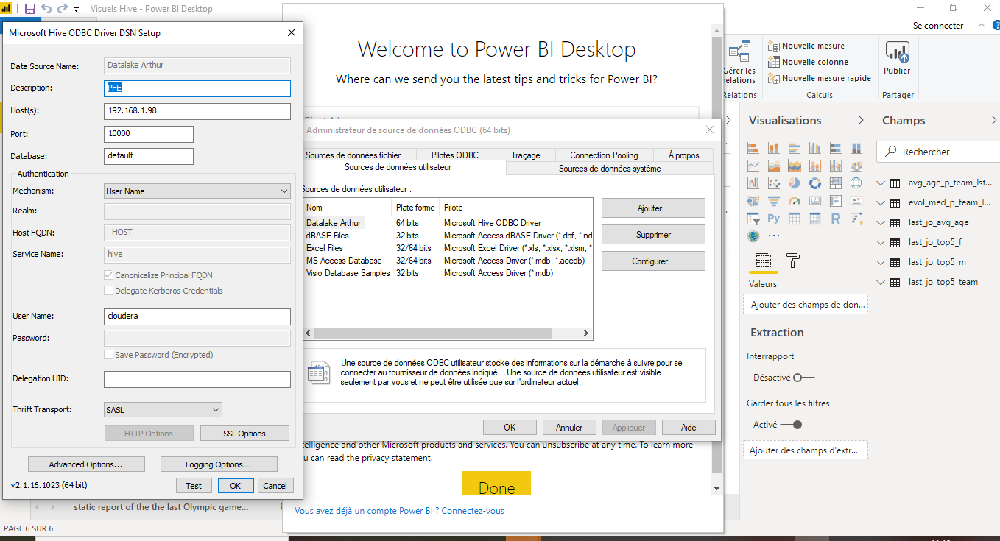 Visuels Hive - Power BI Desktop
Se connecter
Microsoft Hive ODBC Driver DSN Setup
Data Source Name: Datalake Arthur
Description: PFE
Host(s): 192.168.1.98
Port: 10000
Database: default
Authentication
Mechanism: User Name
Realm:
Host FQDN: _HOST
Service Name: hive
Canonicalize Principal FQDN
Delegate Kerberos Credentials
User Name: cloudera
Password:
Save Password (Encrypted)
Delegation UID:
Thrift Transport: SASL
HTTP Options SSL Options
Advanced Options... Logging Options...
v2.1.16.1023 (64 bit) Test OK Cancel
Welcome to Power BI Desktop
Where can we send you the latest tips and tricks for Power BI?
Administrateur de source de données ODBC (64 bits)
Sources de données fichier Pilotes ODBC Traçage Connection Pooling À propos
Sources de données utilisateur Sources de données système
Sources de données utilisateur :
Nom Plate-forme Pilote
Datalake Arthur 64 bits Microsoft Hive ODBC Driver
dBASE Files 32 bits Microsoft Access dBASE Driver (*.dbf, *.nd
Excel Files 32/64 bits Microsoft Excel Driver (*.xls, *.xlsx, *.xlsm, *
MS Access Database 32/64 bits Microsoft Access Driver (*.mdb, *.accdb)
Visio Database Samples 32 bits Microsoft Access Driver (*.mdb)
Ajouter...
Supprimer
Configurer...
Une source de données ODBC utilisateur stocke des informations sur la démarche à suivre pour se
connecter au fournisseur de données indiqué. Une source de données utilisateur est visible
seulement par vous et ne peut être utilisée que sur l'ordinateur actuel.
OK Annuler Appliquer Aide
telligence and other Microsoft products and services. You can unsubscribe at any time. To learn more
u can read the privacy statement.
Done
Vous avez déjà un compte Power BI ? Connectez-vous
Gérer les
relations
Relations
Nouvelle mesure
Nouvelle colonne
Nouvelle mesure rapide
Calculs
Publier
Partager
Visualisations
Py
R
Valeurs
Ajouter des champs de don...
Extraction
Interrapport
Désactivé
Garder tous les filtres
Activé
Ajouter des champs d'extr...
Champs
Rechercher
avg_age_p_team_lst...
evol_med_p_team_l...
last_jo_avg_age
last_jo_top5_f
last_jo_top5_m
last_jo_top5_team
static report of the the last Olympic game...
PAGE 6 SUR 6